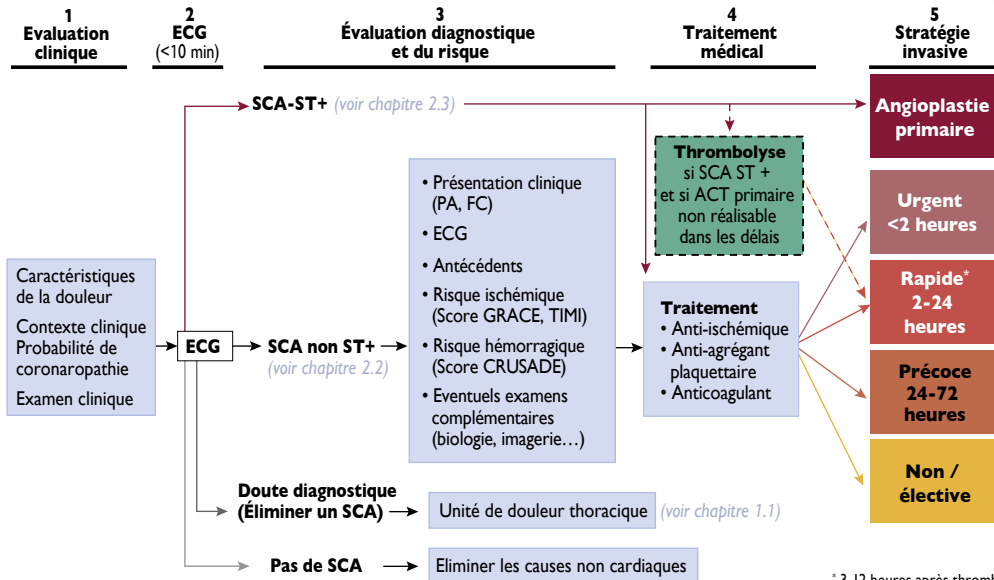 1
Evaluation
clinique
2
ECG
(<10 min)
3
Évaluation diagnostique
et du risque
4
Traitement
médical
5
Stratégie
invasive
SCA-ST+ (voir chapitre 2.3)
Angioplastie
primaire
Thrombolyse
si SCA ST +
et si ACT primaire
non réalisable
dans les délais
• Présentation clinique
(PA, FC)
• ECG
• Antécédents
• Risque ischémique
(Score GRACE, TIMI)
• Risque hémorragique
(Score CRUSADE)
• Eventuels examens
complémentaires
(biologie, imagerie…)
Urgent
<2 heures
Rapide*
2-24
heures
Précoce
24-72
heures
Non /
élective
Caractéristiques
de la douleur
Contexte clinique
Probabilité de
coronaropathie
Examen clinique
ECG
SCA non ST+
(voir chapitre 2.2)
Traitement
• Anti-ischémique
• Anti-agrégant
plaquettaire
• Anticoagulant
Doute diagnostique
(Éliminer un SCA)
Unité de douleur thoracique (voir chapitre 1.1)
Pas de SCA
Eliminer les causes non cardiaques
* 3-12 heures après